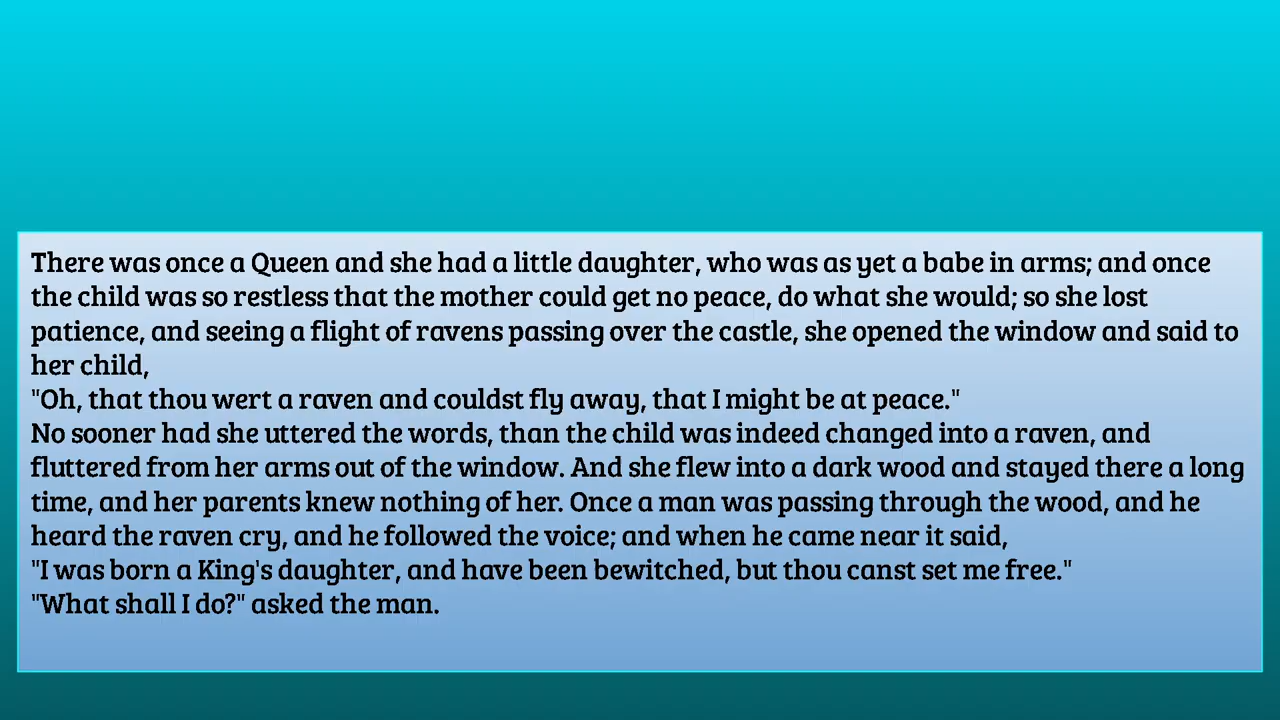 There was once a Queen and she had a little daughter, who was as yet a babe in arms; and once
the child was so restless that the mother could get no peace, do what she would; so she lost
patience, and seeing a flight of ravens passing over the castle, she opened the window and said to
her child,
"Oh, that thou wert a raven and couldst fly away, that I might be at peace."
No sooner had she uttered the words, than the child was indeed changed into a raven, and
fluttered from her arms out of the window. And she flew into a dark wood and stayed there a long
time, and her parents knew nothing of her. Once a man was passing through the wood, and he
heard the raven cry, and he followed the voice; and when he came near it said,
"I was born a King's daughter, and have been bewitched, but thou canst set me free."
"What shall I do?" asked the man.